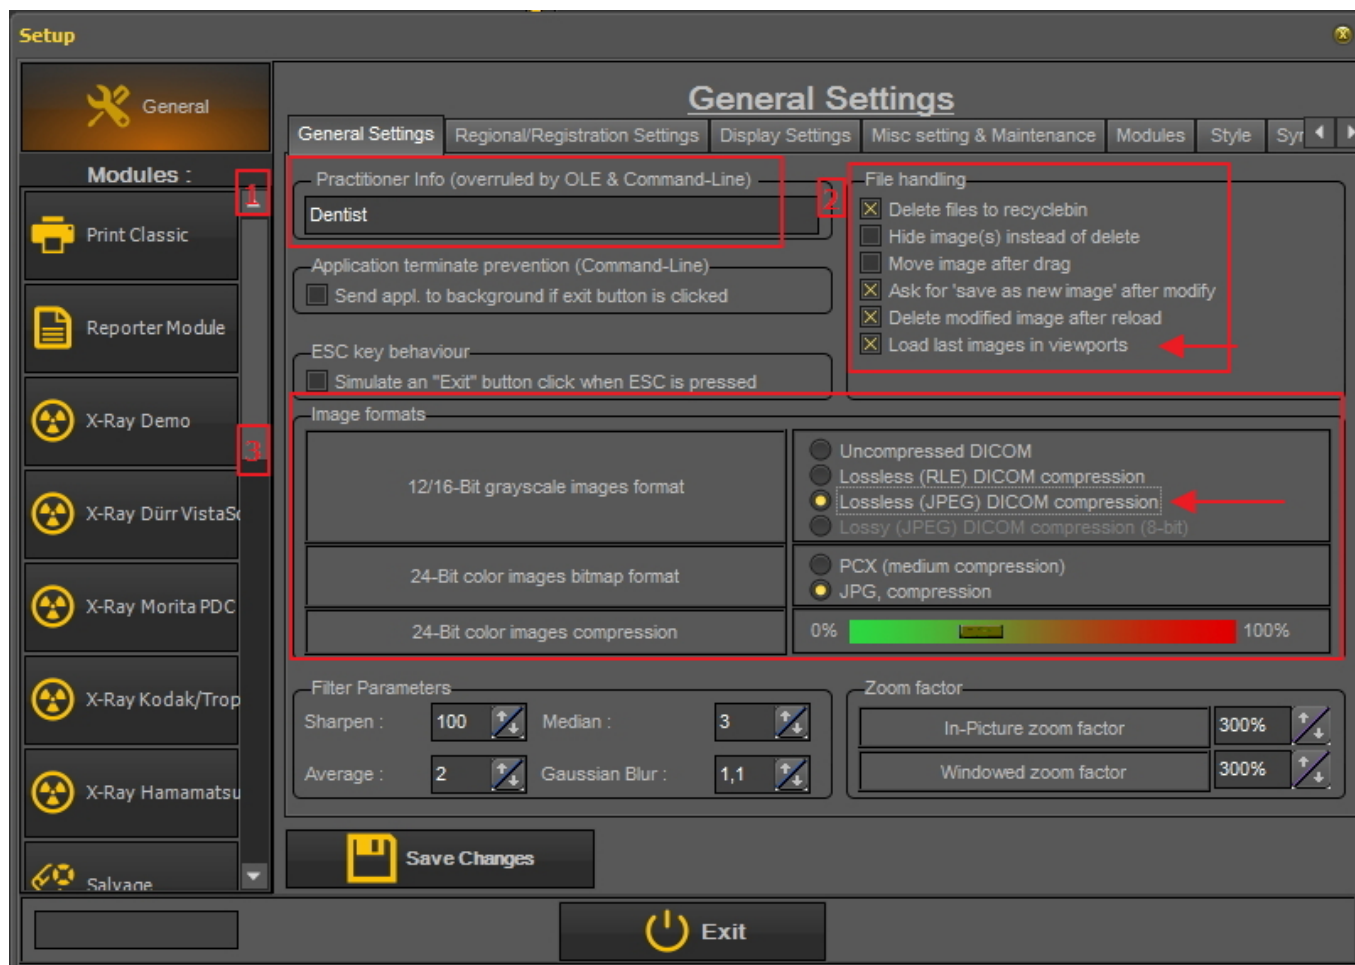 Setup
General
Modules :
Print Classic
Reporter Module
X-Ray Demo
X-Ray Dürr VistaSc
X-Ray Morita PDC
X-Ray Kodak/Trop
X-Ray Hamamatsu
Salvage
General Settings
General Settings
Regional/Registration Settings
Display Settings
Misc setting & Maintenance
Modules
Style
Syr
1
Practitioner Info (overruled by OLE & Command-Line)
Dentist
Application terminate prevention (Command-Line)
Send appl. to background if exit button is clicked
ESC key behaviour
Simulate an "Exit" button click when ESC is pressed
2
File handling
Delete files to recyclebin
Hide image(s) instead of delete
Move image after drag
Ask for 'save as new image' after modify
Delete modified image after reload
Load last images in viewports
3
Image formats
12/16-Bit grayscale images format
Uncompressed DICOM
Lossless (RLE) DICOM compression
Lossless (JPEG) DICOM compression
Lossy (JPEG) DICOM compression (8-bit)
24-Bit color images bitmap format
PCX (medium compression)
JPG, compression
24-Bit color images compression
0%
100%
Filter Parameters
Sharpen : 100
Median : 3
Average : 2
Gaussian Blur : 1,1
Zoom factor
In-Picture zoom factor 300%
Windowed zoom factor 300%
Save Changes
Exit